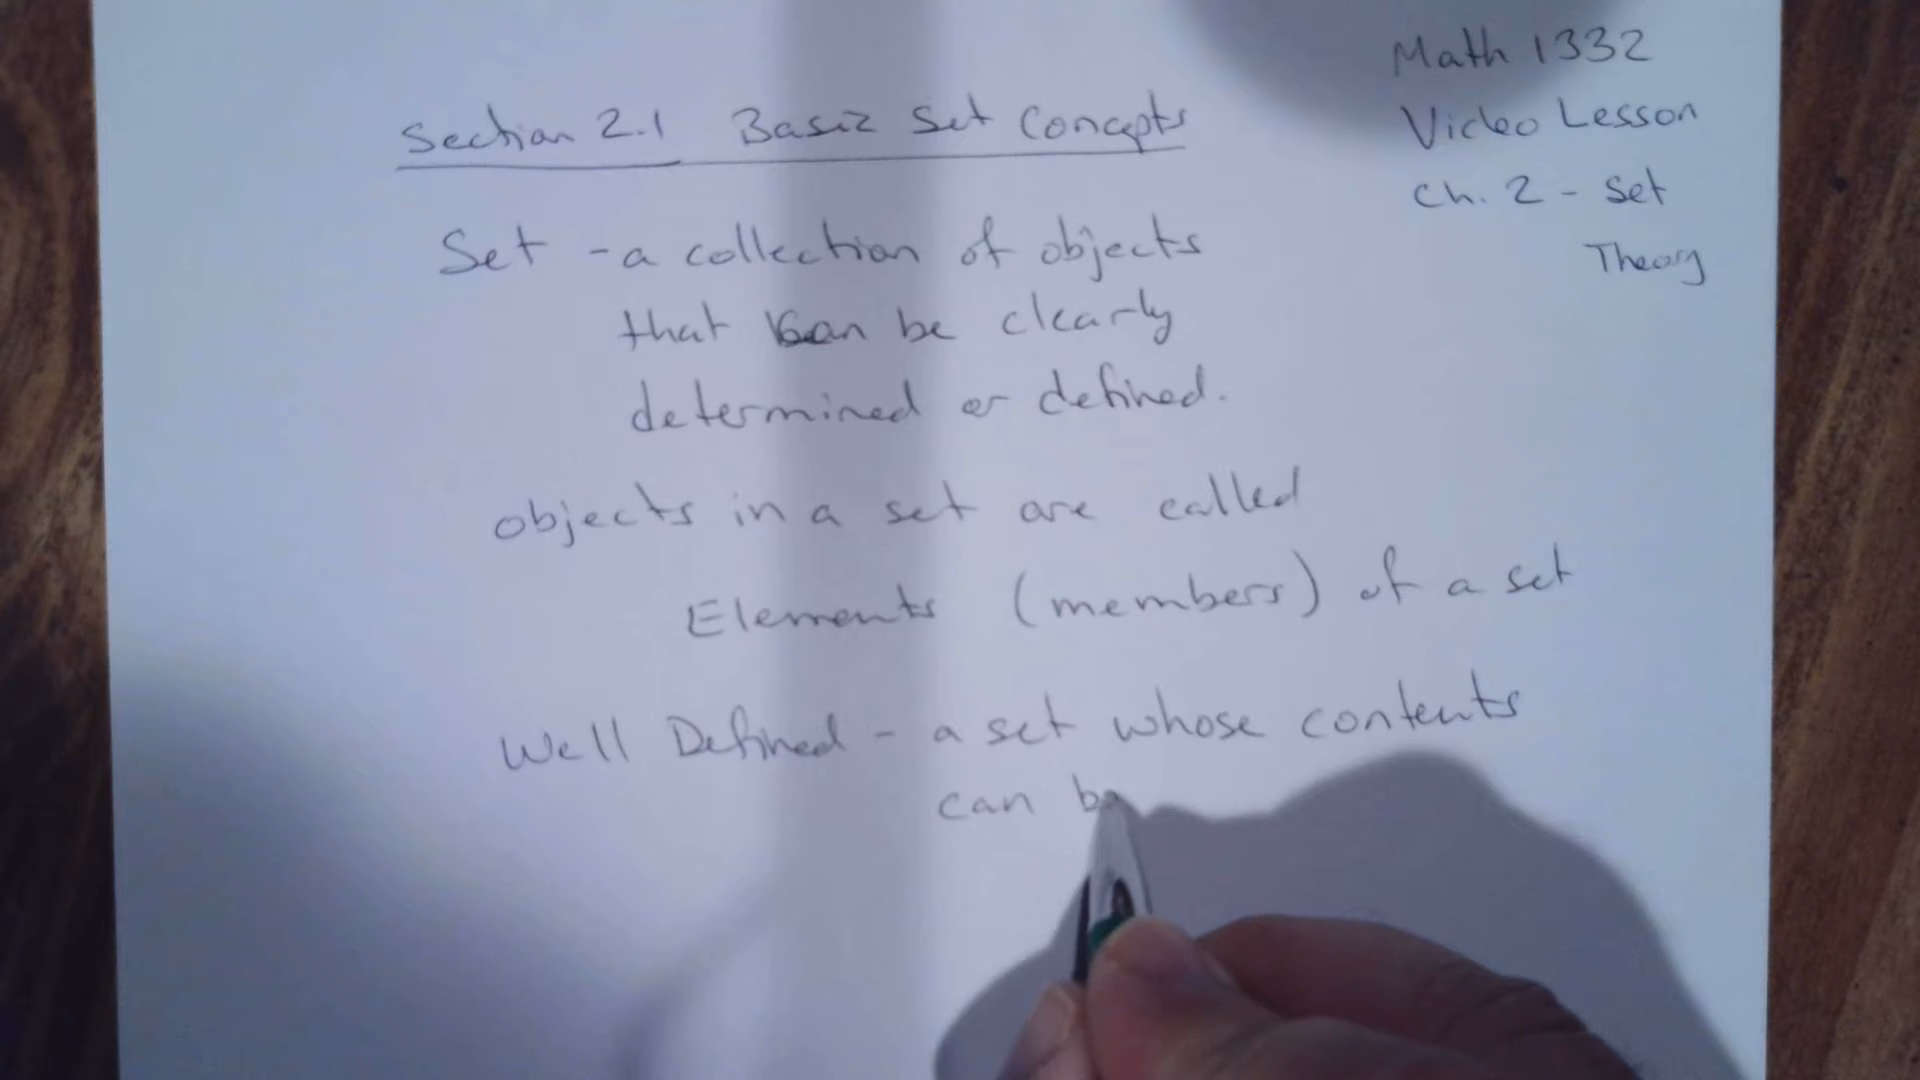 Math 1332
Video Lesson
Ch. 2 - Set
Theory
Section 2.1 Basic Set Concepts
Set - a collection of objects
that can be clearly
determined or defined.
objects in a set are called
Elements (members) of a set
Well Defined - a set whose contents
can be